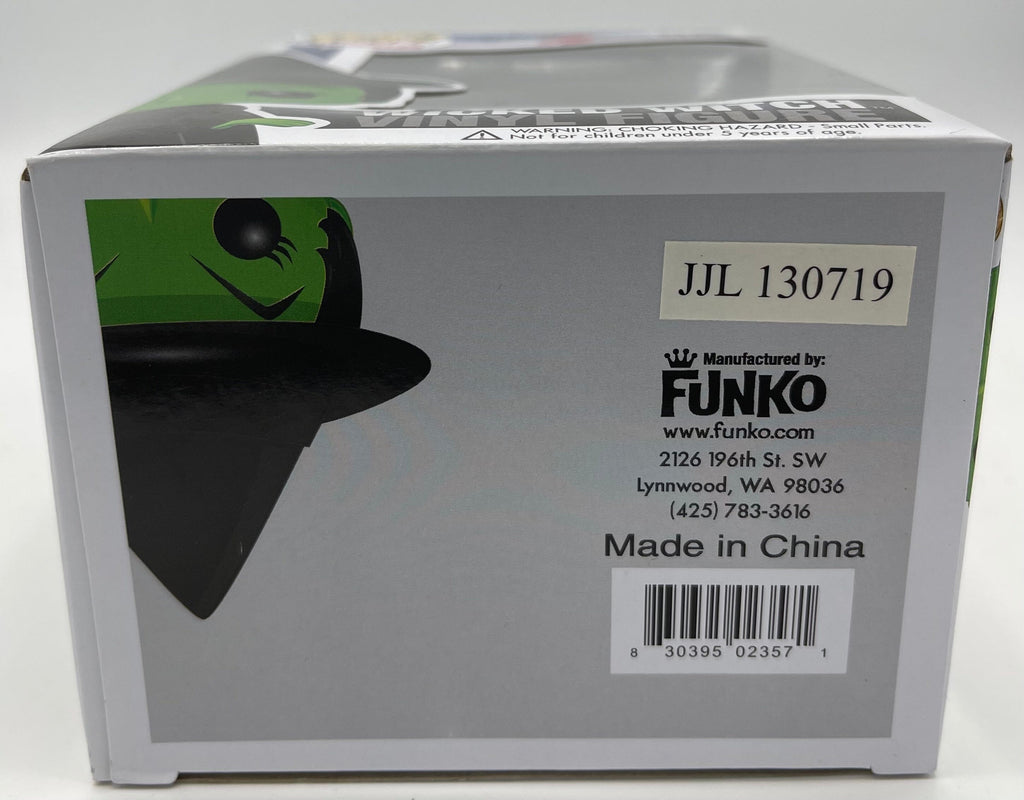 WICKED WITCH
VINYL FIGURE
WARNING: CHOKING HAZARD - Small Parts.
Not for children under 3 years of age.
JJL 130719
Manufactured by:
FUNKO
www.funko.com
2126 196th St. SW
Lynnwood, WA 98036
(425) 783-3616
Made in China
8 30395 02357 1